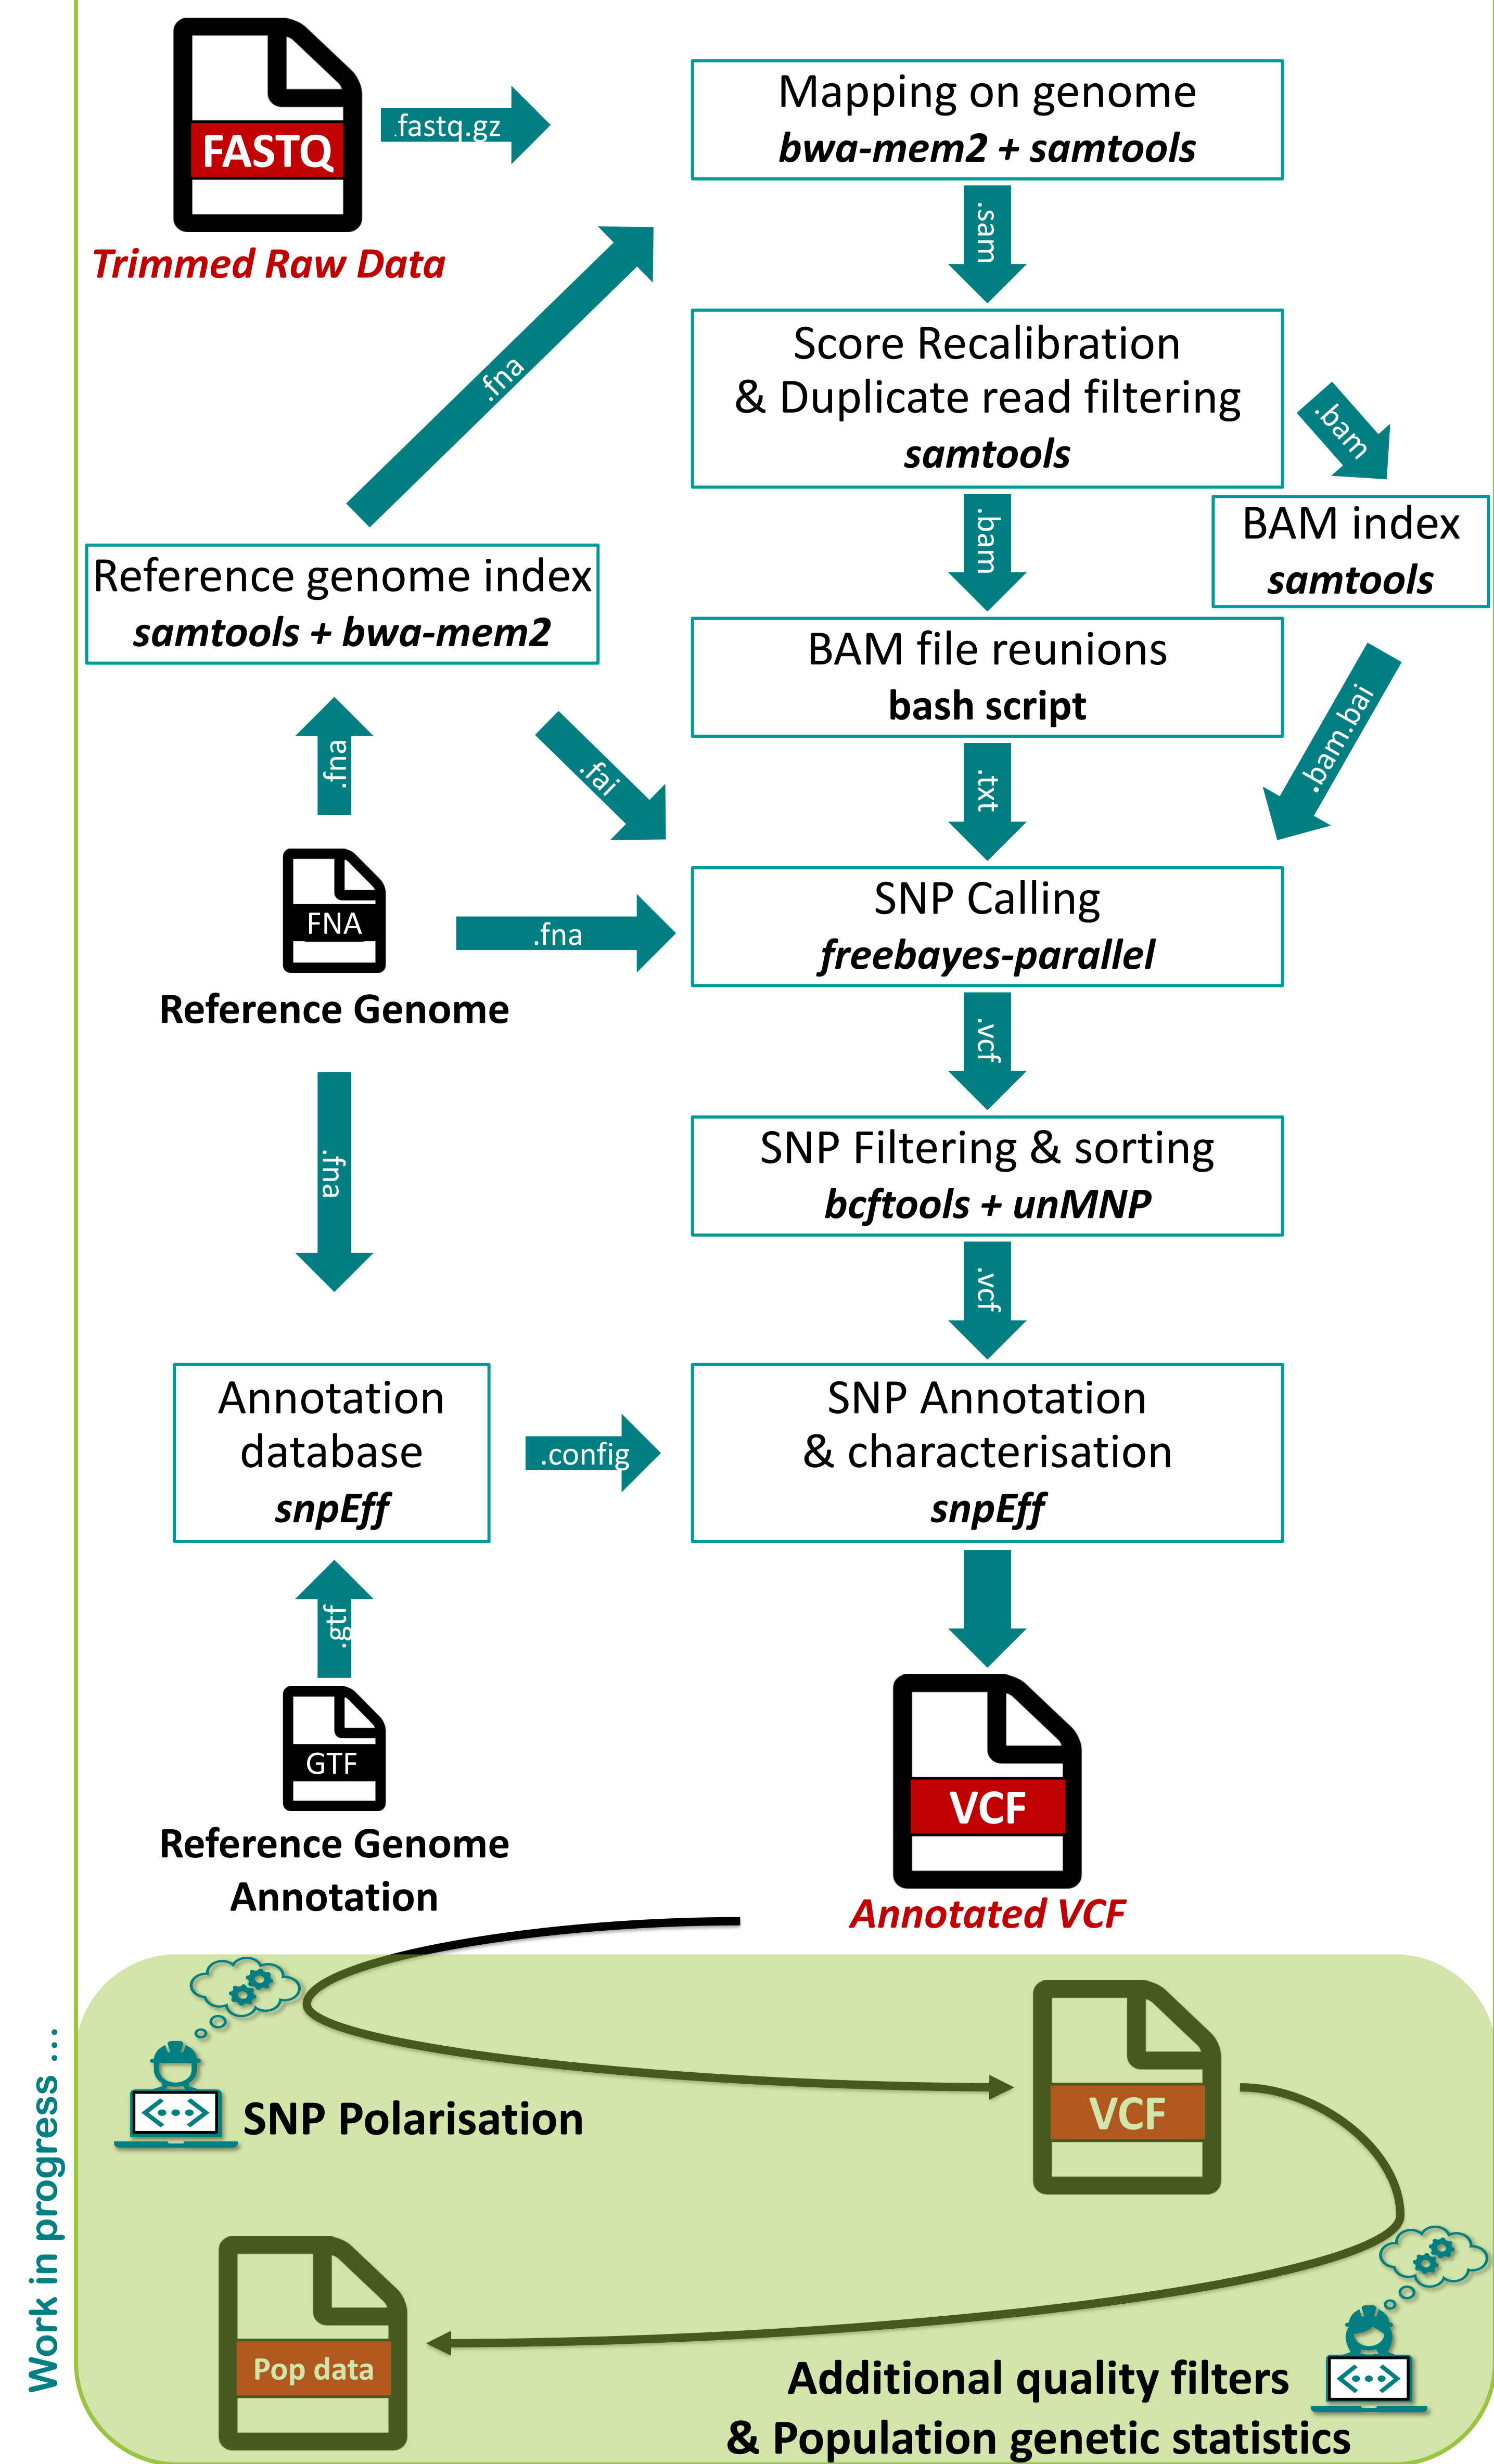 FASTQ
.fastq.gz
Trimmed Raw Data
Mapping on genome
bwa-mem2 + samtools
.sam
.fna
Score Recalibration
& Duplicate read filtering
samtools
.bam
.bam
BAM index
samtools
Reference genome index
samtools + bwa-mem2
BAM file reunions
bash script
.bam.bai
.fna
.fai
.txt
FNA
Reference Genome
.fna
SNP Calling
freebayes-parallel
.vcf
.fna
SNP Filtering & sorting
bcftools + unMNP
.vcf
Annotation
database
snpEff
.config
SNP Annotation
& characterisation
snpEff
.gtf
GTF
Reference Genome
Annotation
VCF
Annotated VCF
Work in progress ...
SNP Polarisation
VCF
Pop data
Additional quality filters
& Population genetic statistics